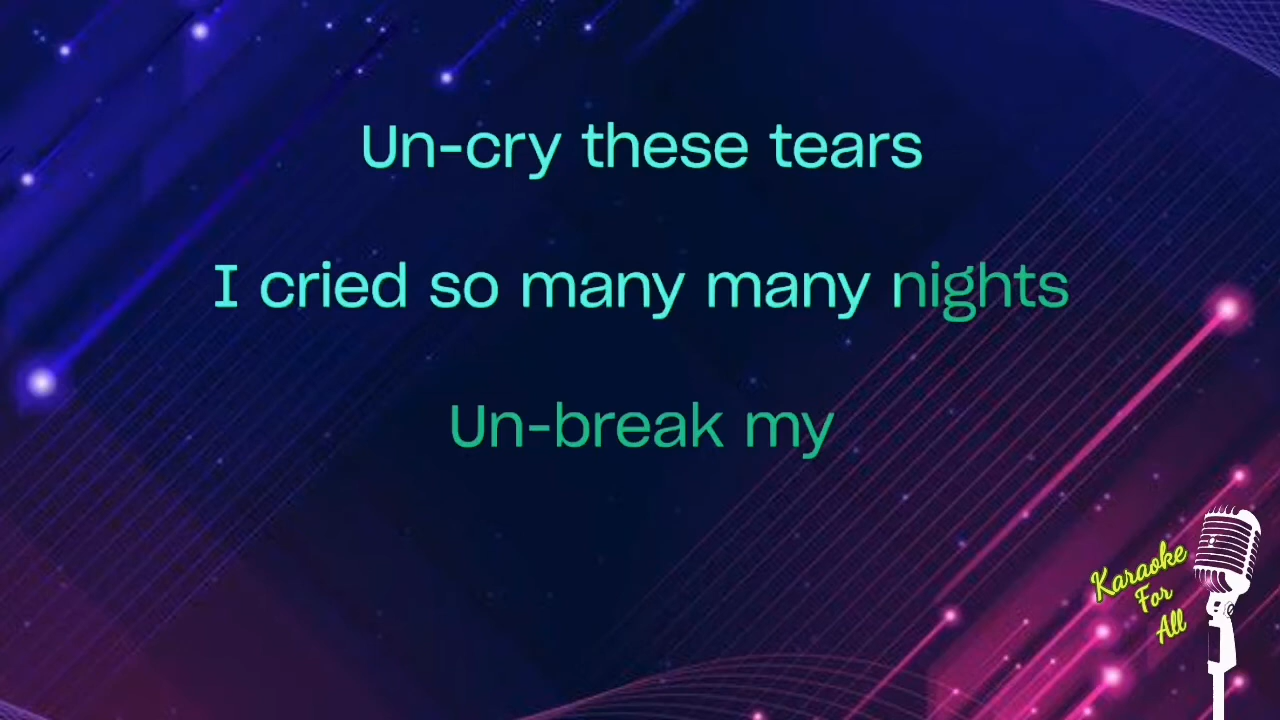 Un-cry these tears
I cried so many many nights
Un-break my
Karaoke
For
All